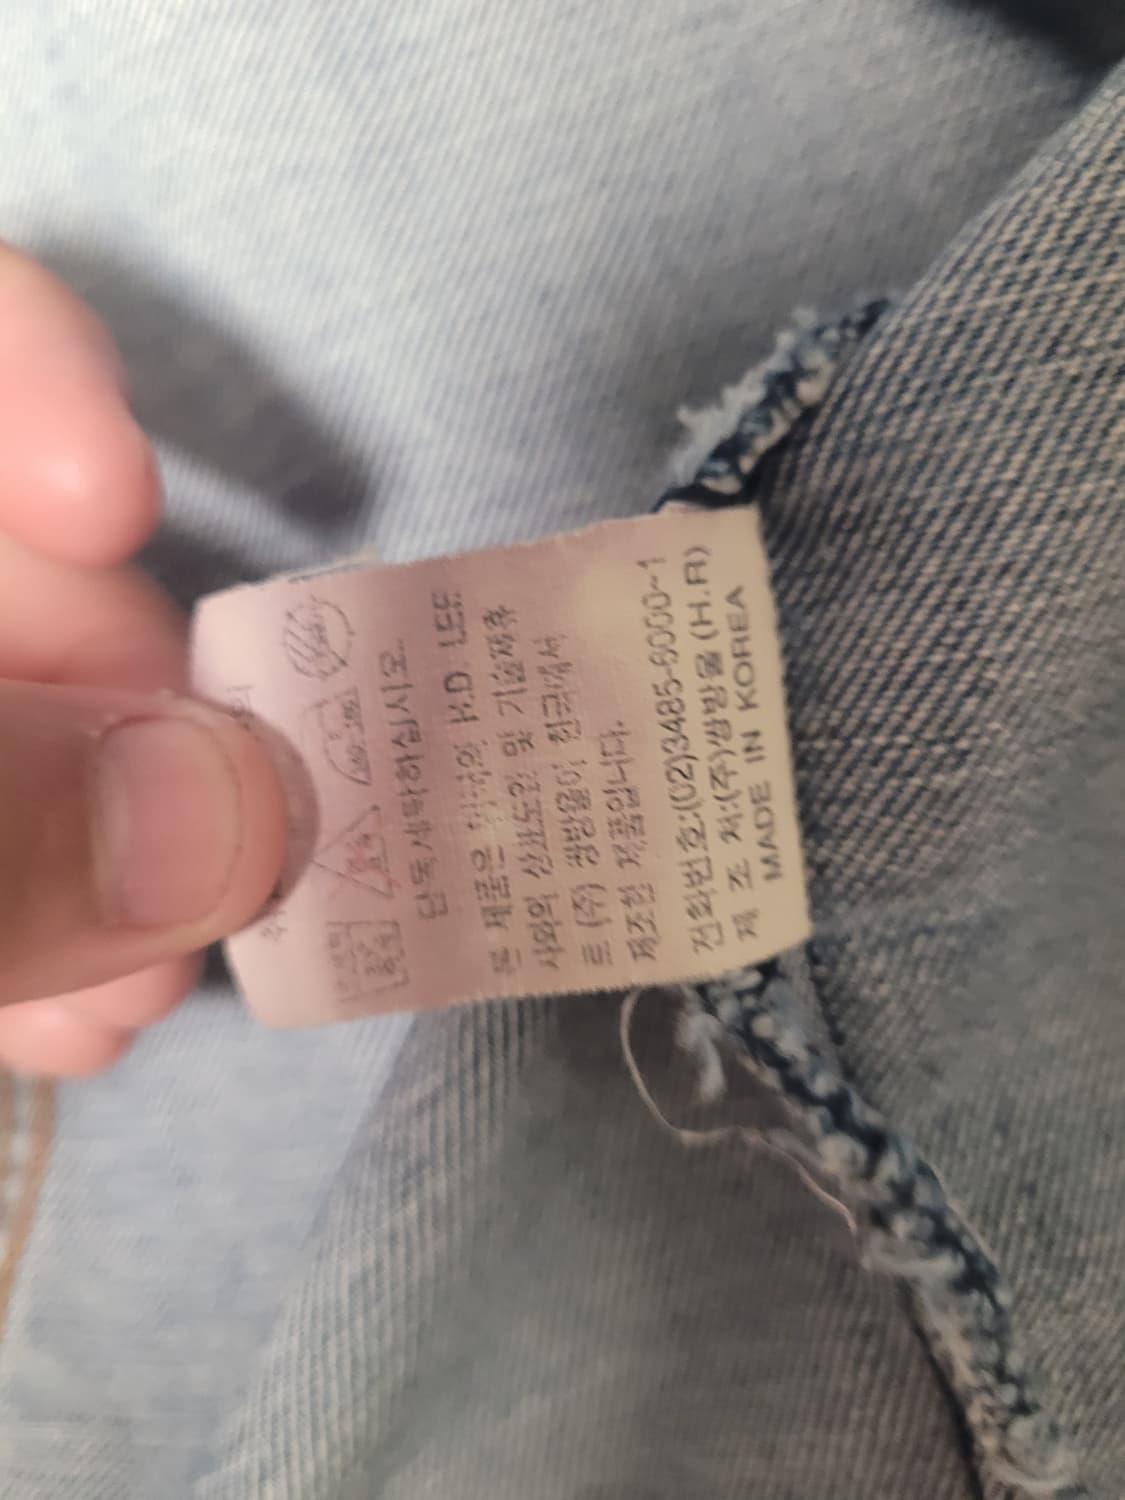 단독세탁하십시오.
본 제품은 미국의 H.D. LEE
사와의 상표도입 및 기술제휴
로 (주) 쌍방울이 한국에서
제조한 제품입니다.
전화번호:(02)3485-6000~1
제 조 처:(주)쌍방울 (H.R)
MADE IN KOREA